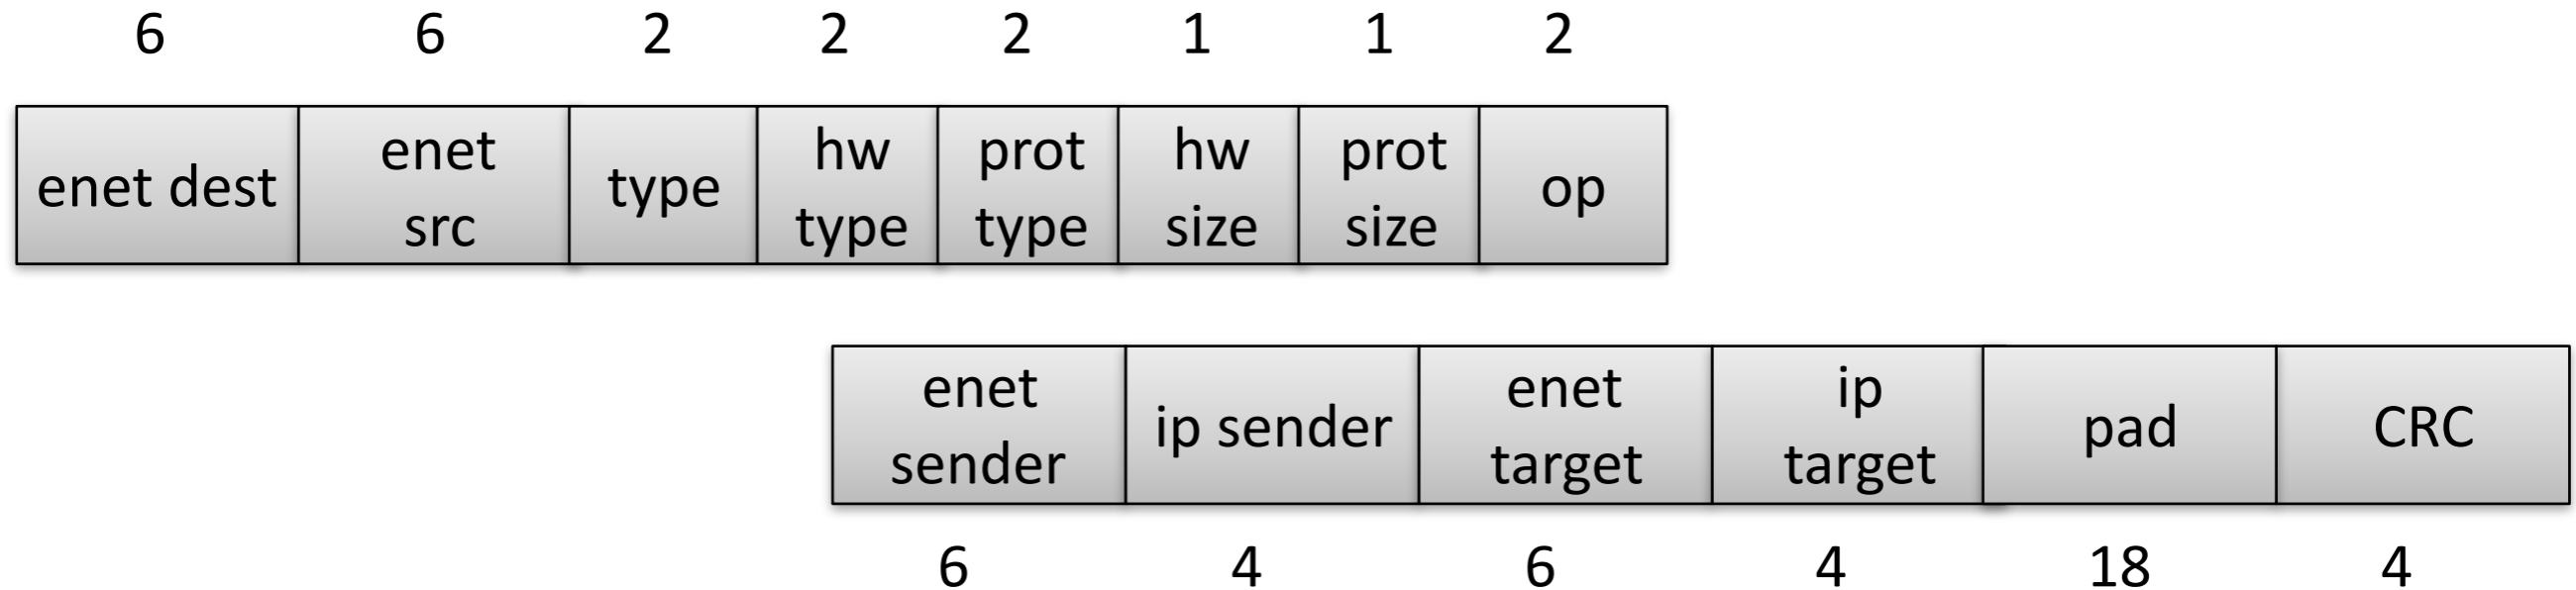 6 6 2 2 2 1 1 2
enet dest
enet
src
type
hw
type
prot
type
hw
size
prot
size
op
enet
sender
ip sender
enet
target
ip
target
pad
CRC
6 4 6 4 18 4